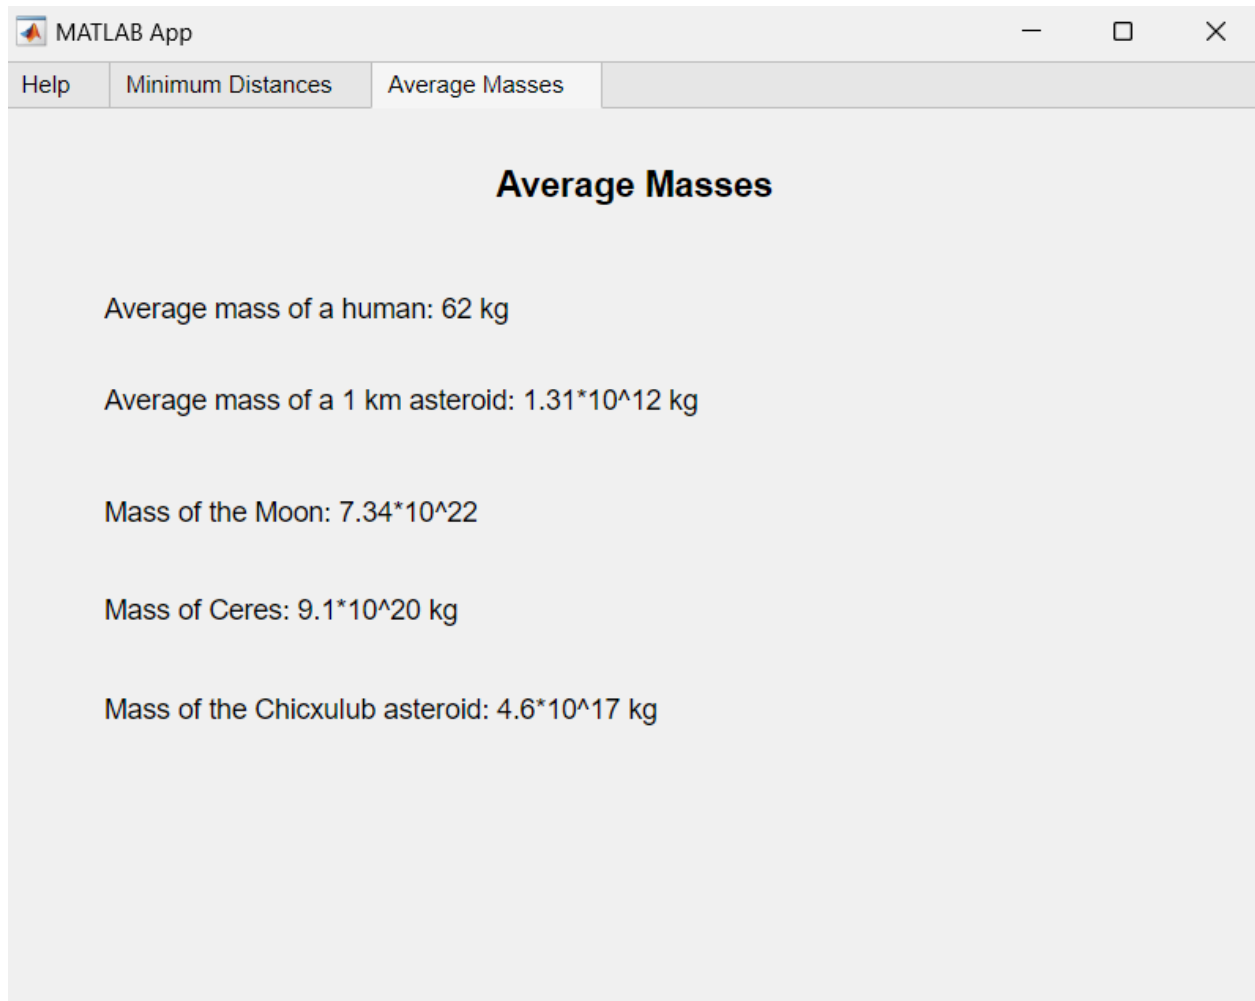 MATLAB App
Help Minimum Distances Average Masses
Average Masses
Average mass of a human: 62 kg
Average mass of a 1 km asteroid: 1.31*10^12 kg
Mass of the Moon: 7.34*10^22
Mass of Ceres: 9.1*10^20 kg
Mass of the Chicxulub asteroid: 4.6*10^17 kg